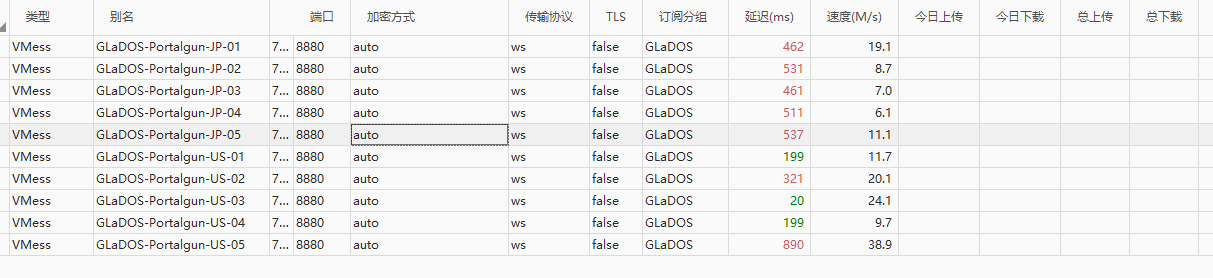 类型 别名 端口 加密方式 传输协议 TLS 订阅分组 延迟(ms) 速度(M/s) 今日上传 今日下载 总上传 总下载
VMess GLaDOS-Portalgun-JP-01 7... 8880 auto ws false GLaDOS 462 19.1
VMess GLaDOS-Portalgun-JP-02 7... 8880 auto ws false GLaDOS 531 8.7
VMess GLaDOS-Portalgun-JP-03 7... 8880 auto ws false GLaDOS 461 7.0
VMess GLaDOS-Portalgun-JP-04 7... 8880 auto ws false GLaDOS 511 6.1
VMess GLaDOS-Portalgun-JP-05 7... 8880 auto ws false GLaDOS 537 11.1
VMess GLaDOS-Portalgun-US-01 7... 8880 auto ws false GLaDOS 199 11.7
VMess GLaDOS-Portalgun-US-02 7... 8880 auto ws false GLaDOS 321 20.1
VMess GLaDOS-Portalgun-US-03 7... 8880 auto ws false GLaDOS 20 24.1
VMess GLaDOS-Portalgun-US-04 7... 8880 auto ws false GLaDOS 199 9.7
VMess GLaDOS-Portalgun-US-05 7... 8880 auto ws false GLaDOS 890 38.9